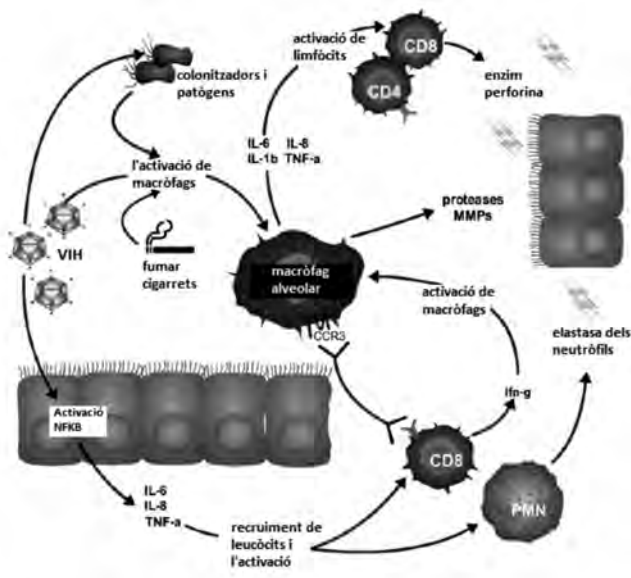 activació de
limfòcits
CD8
CD4
enzim
perforina
colonitzadors i
patògens
IL-6 IL-8
IL-1b TNF-a
l'activació de
macròfags
proteases
MMPs
VIH
fumar
cigarrets
macròfag
alveolar
CCR3
activació de
macròfags
elastasa dels
neutròfils
Ifn-g
Activació
NFKB
CD8
PMN
IL-6
IL-8
TNF-a
recruiment de
leucòcits i
l'activació